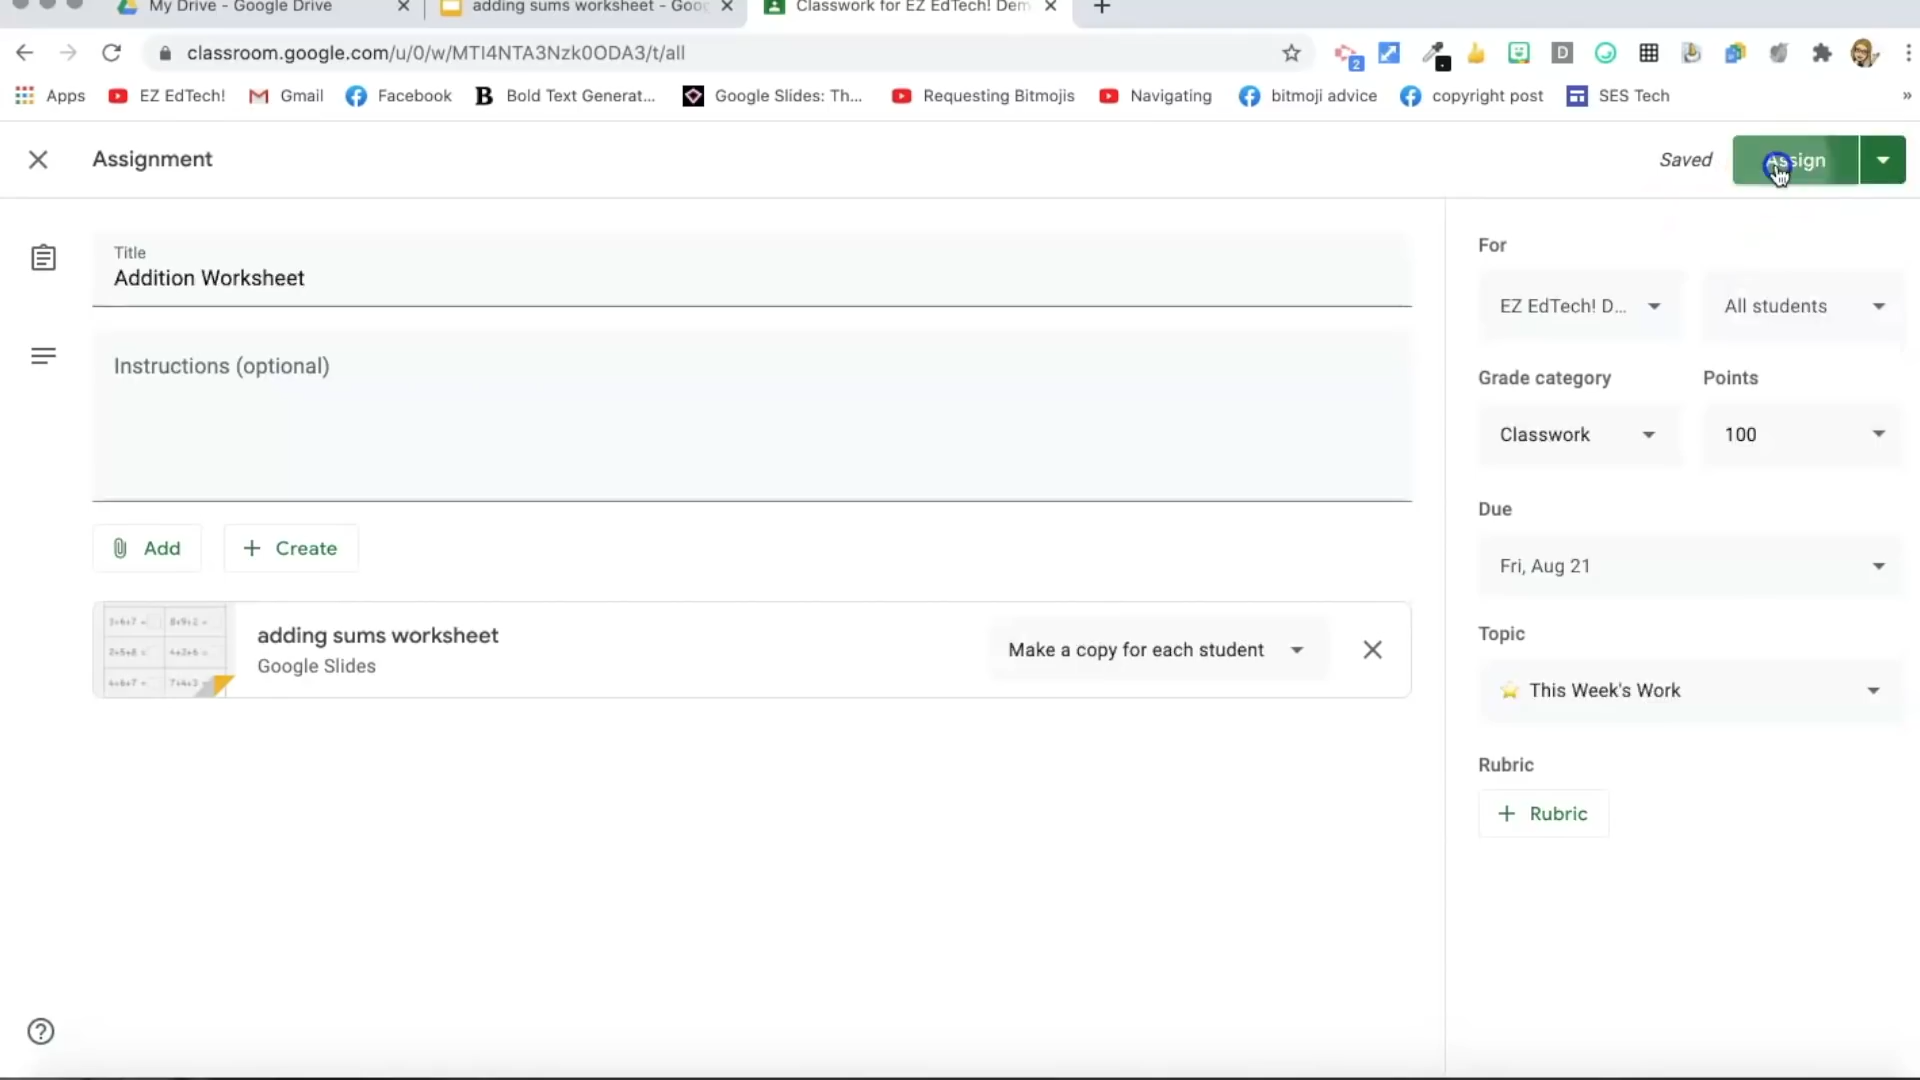 My Drive - Google Drive
adding sums worksheet - Goo
Classwork for EZ EdTech! Dem
classroom.google.com/u/0/w/MTI4NTA3Nzk0ODA3/t/all
2
D
Apps
EZ EdTech!
Gmail
Facebook
B
Bold Text Generat...
Google Slides: Th...
Requesting Bitmojis
Navigating
bitmoji advice
copyright post
SES Tech
»
Assignment
Saved
Assign
Title
Addition Worksheet
Instructions (optional)
Add
Create
adding sums worksheet
Google Slides
Make a copy for each student
For
EZ EdTech! D...
All students
Grade category
Points
Classwork
100
Due
Fri, Aug 21
Topic
This Week's Work
Rubric
Rubric